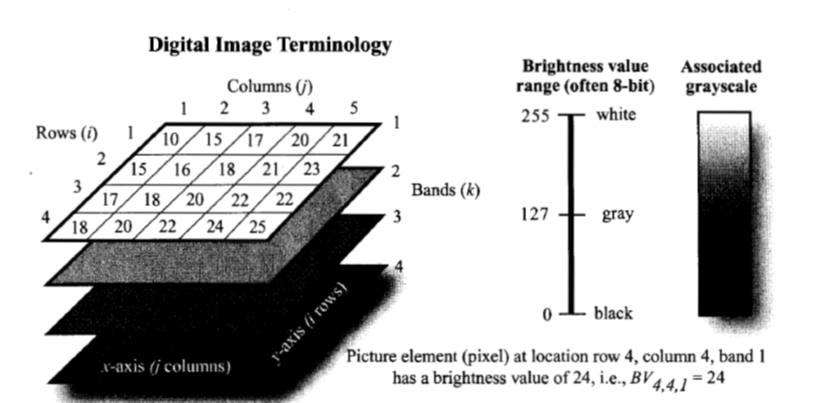 Digital Image Terminology
Columns (j)
1 2 3 4 5
Rows (i) 1 10 15 17 20 21 1
2 15 16 18 21 23 2
3 17 18 20 22 22
4 18 20 22 24 25 3
4
Bands (k)
x-axis (j columns)
y-axis (i rows)
Brightness value
range (often 8-bit)
Associated
grayscale
255 white
127 gray
0 black
Picture element (pixel) at location row 4, column 4, band 1
has a brightness value of 24, i.e., BV4,4,1 = 24